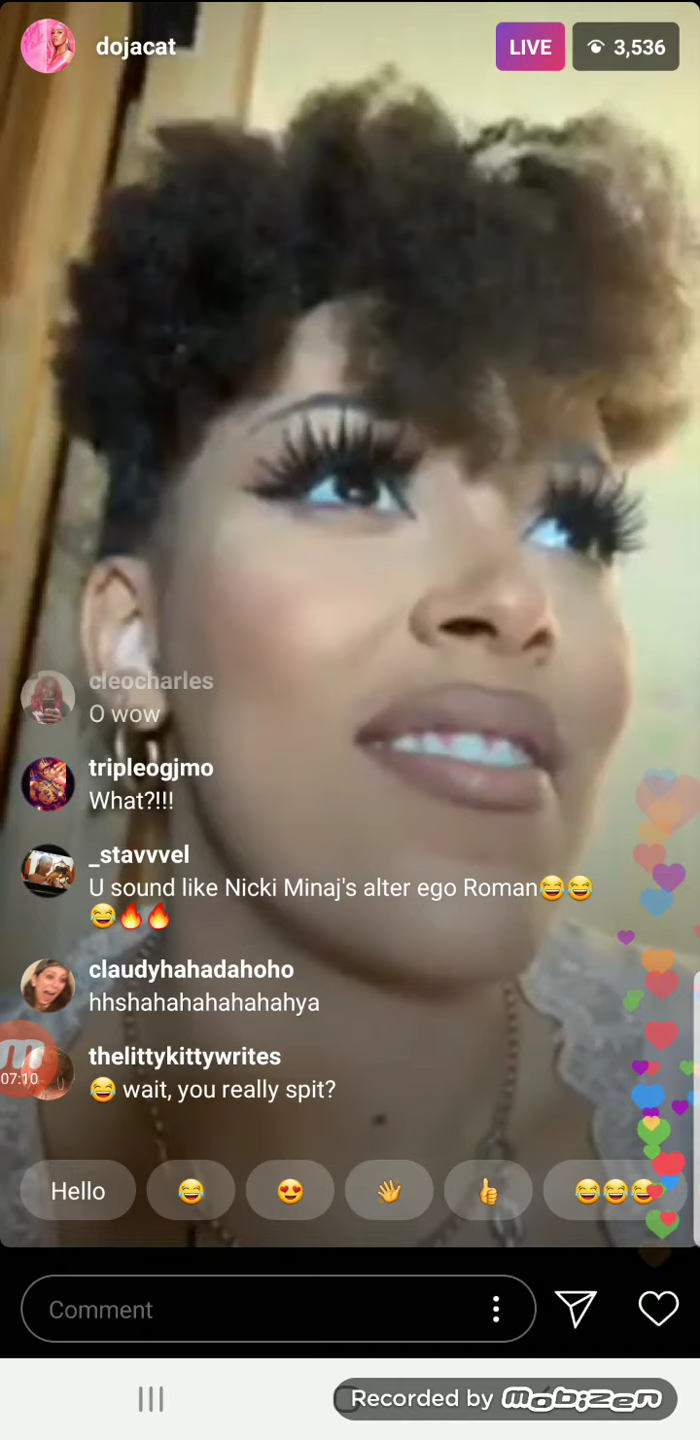 dojacat
LIVE
3,536
cleocharles
O wow
tripleogjmo
What?!!!
_stavvvel
U sound like Nicki Minaj's alter ego Roman😂😂
😂🔥🔥
claudyhahadahoho
hhshahahahahahahya
thelittykittywrites
😂 wait, you really spit?
m
07:10
Hello
😂
😍
👋
👍
😂😂😂
Comment
Recorded by mobizen